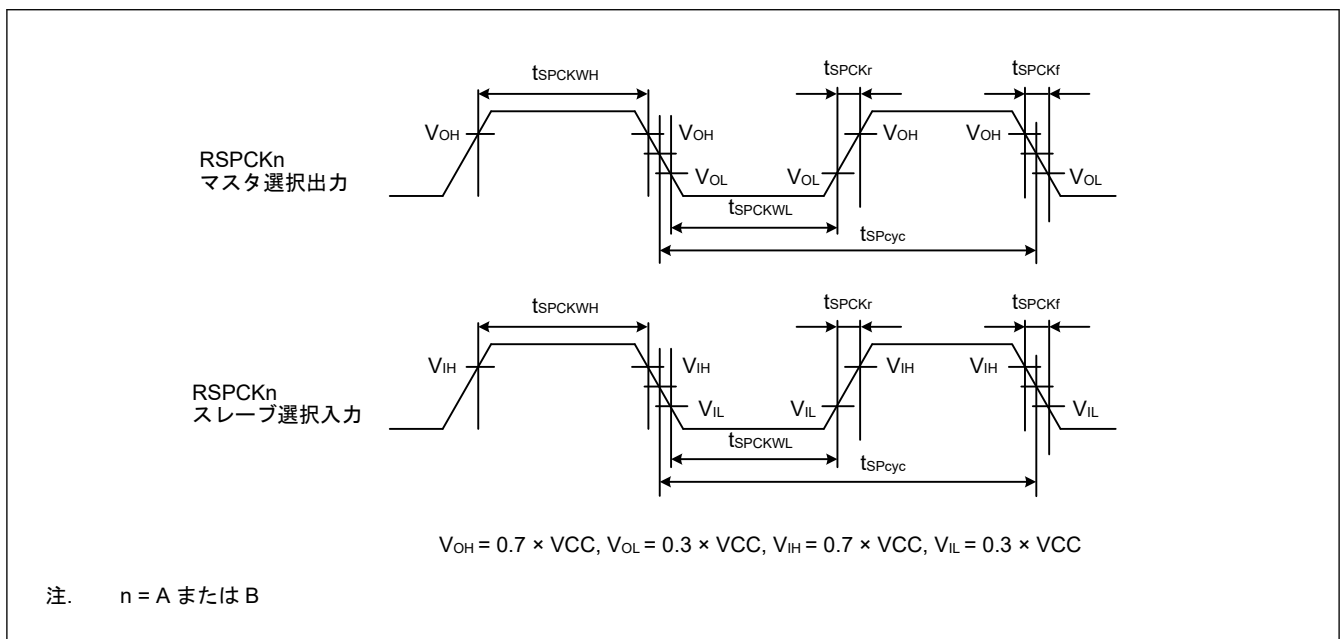 tSPCKWH tSPCKr tSPCKf
VOH VOH VOH VOH
RSPCKn
マスタ選択出力
VOL VOL VOL
tSPCKWL
tSPcyc
tSPCKWH tSPCKr tSPCKf
VIH VIH VIH VIH
RSPCKn
スレーブ選択入力
VIL VIL VIL
tSPCKWL
tSPcyc
VOH = 0.7 × VCC, VOL = 0.3 × VCC, VIH = 0.7 × VCC, VIL = 0.3 × VCC
注. n = A または B